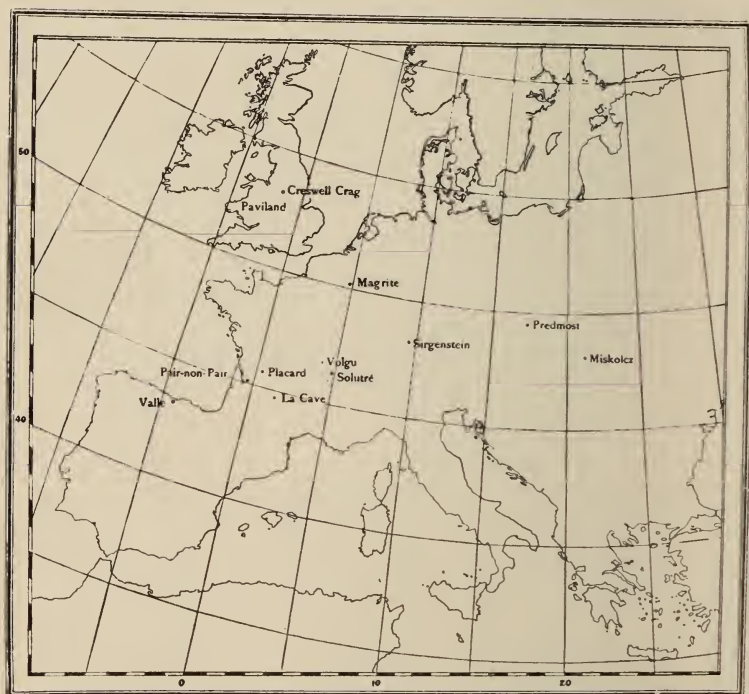 50
Creswell Crag
Paviland
Magrite
Predmost
Sirgenstein
Volgu
Miskolcz
Pair-non-Pair
Placard
Solutré
La Cave
Valle
40
0
10
20